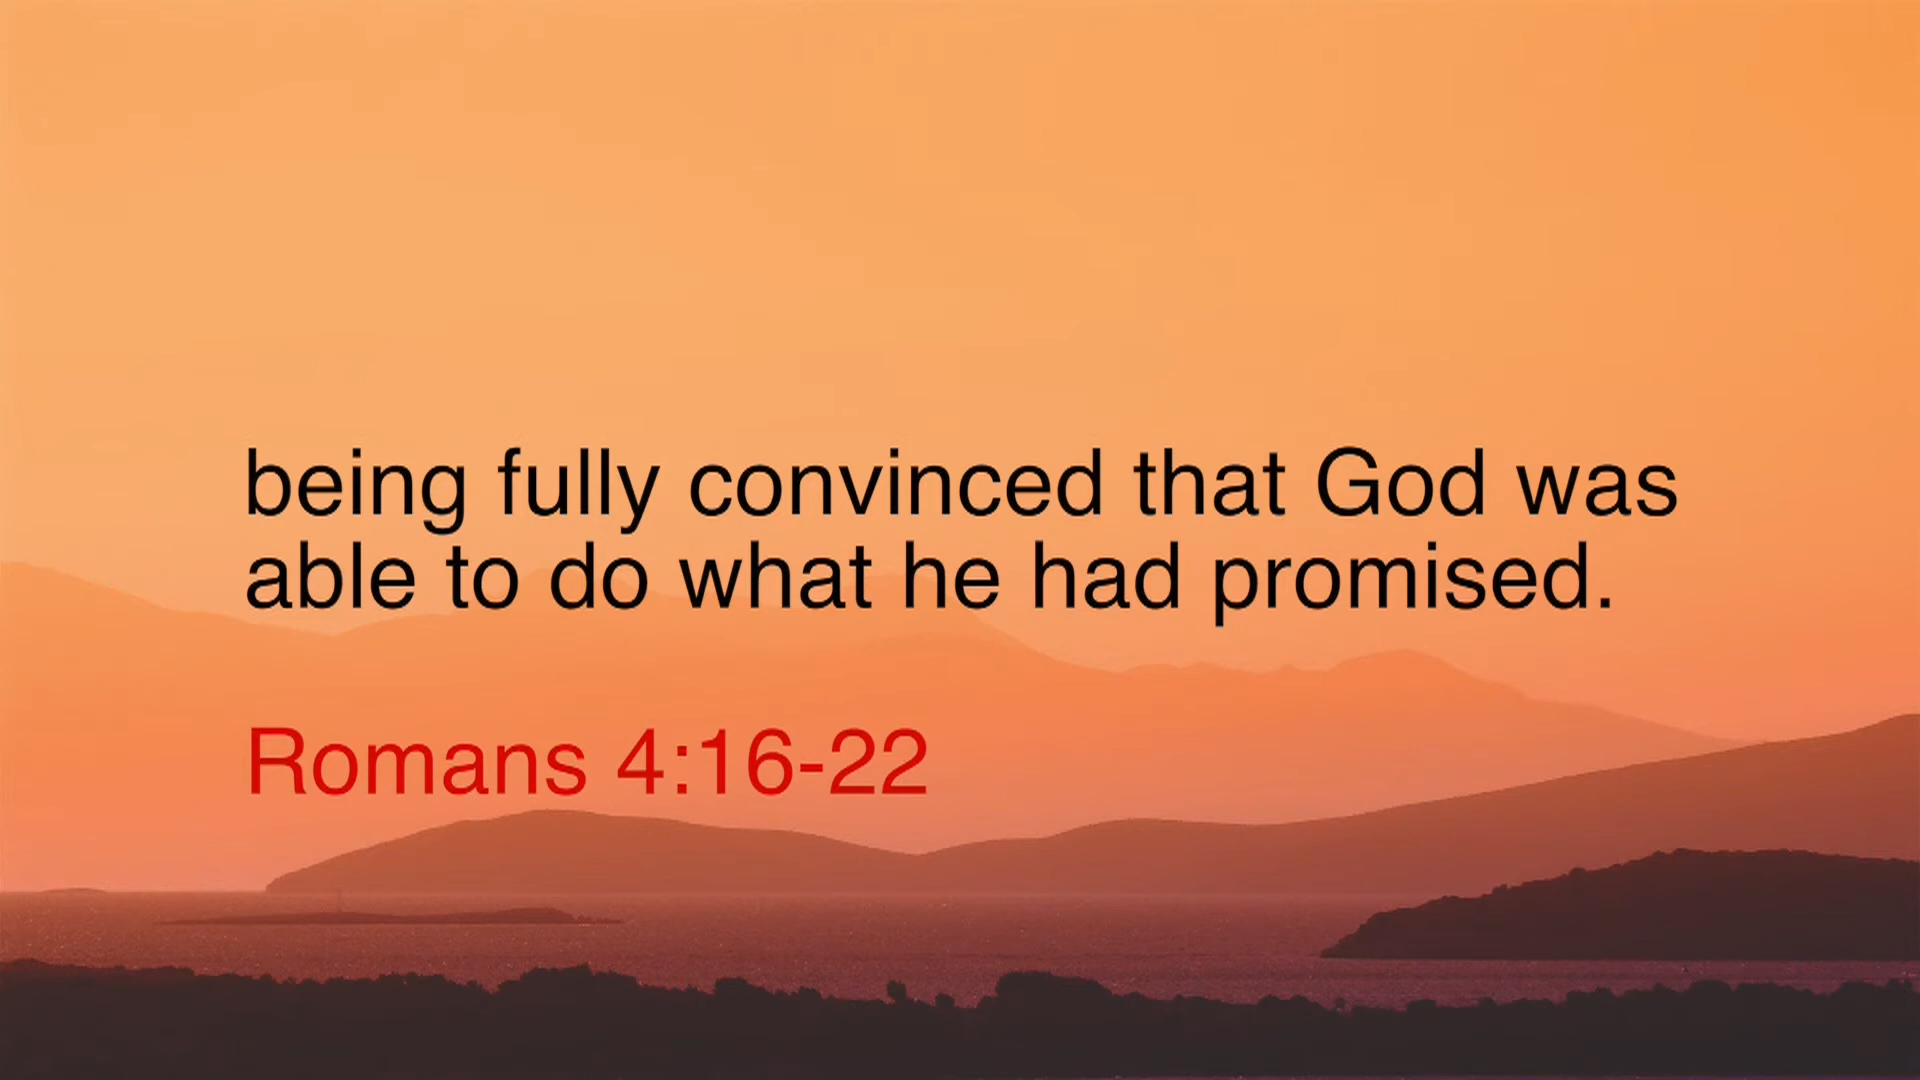 being fully convinced that God was
able to do what he had promised.
Romans 4:16-22